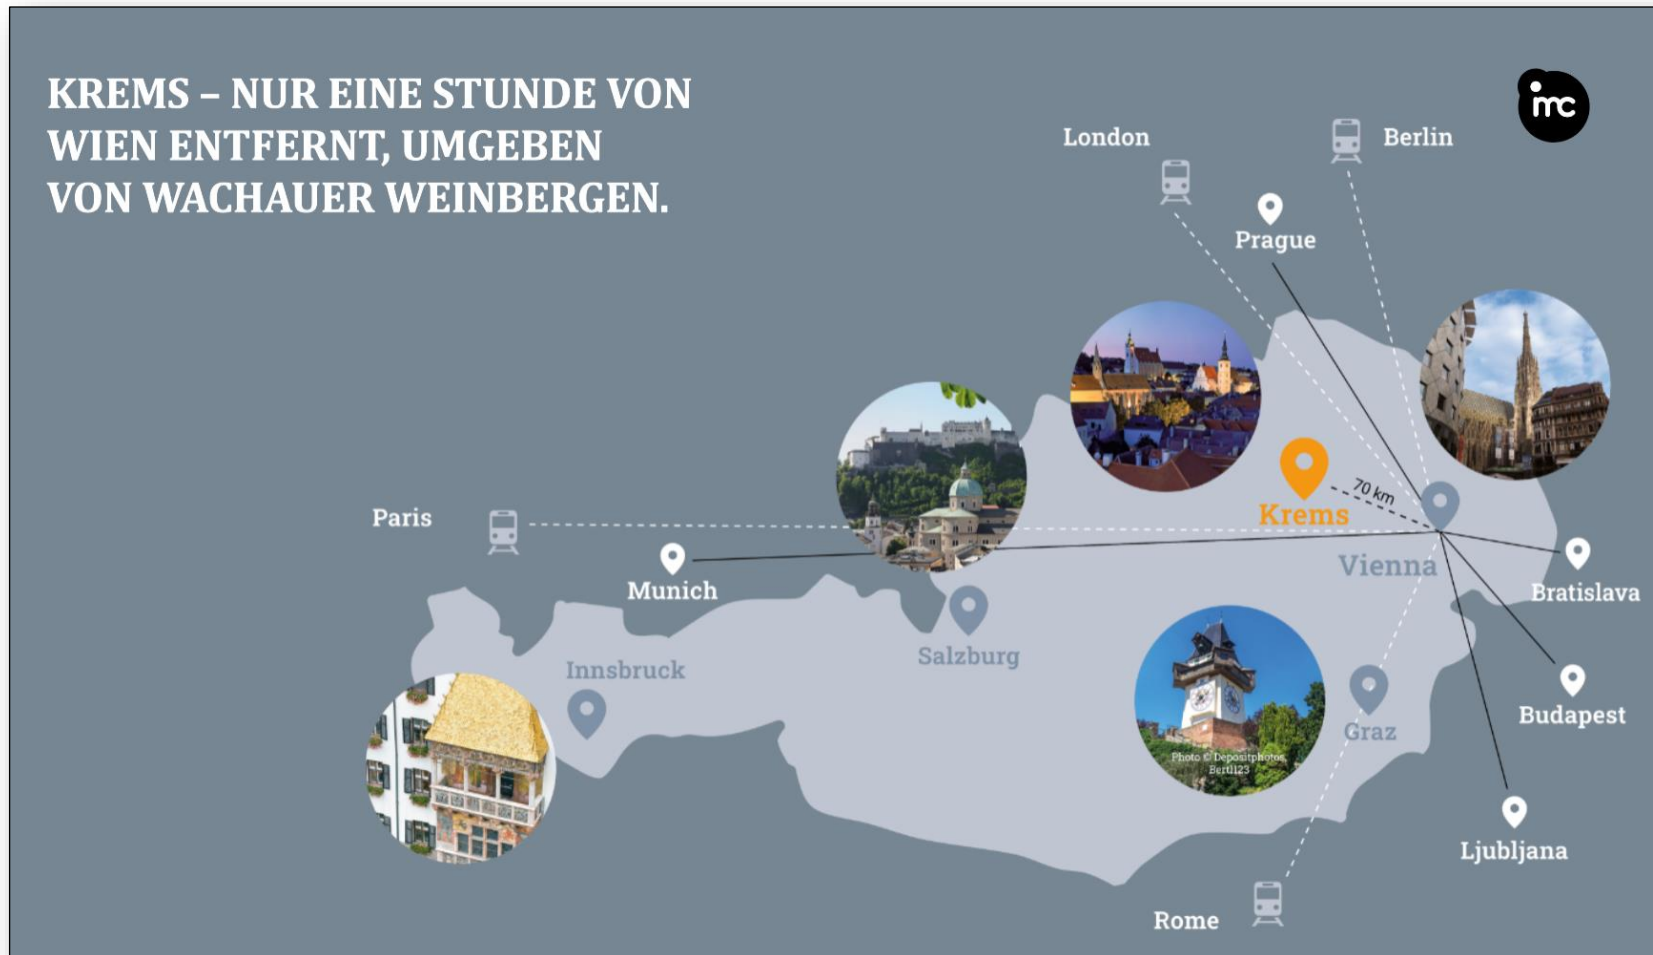 KREMS – NUR EINE STUNDE VON
WIEN ENTFERNT, UMGEBEN
VON WACHAUER WEINBERGEN.
imc
London
Berlin
Prague
Krems
70 km
Paris
Munich
Vienna
Bratislava
Salzburg
Innsbruck
Graz
Budapest
Photo © Depositphotos,
Bertl123
Ljubljana
Rome